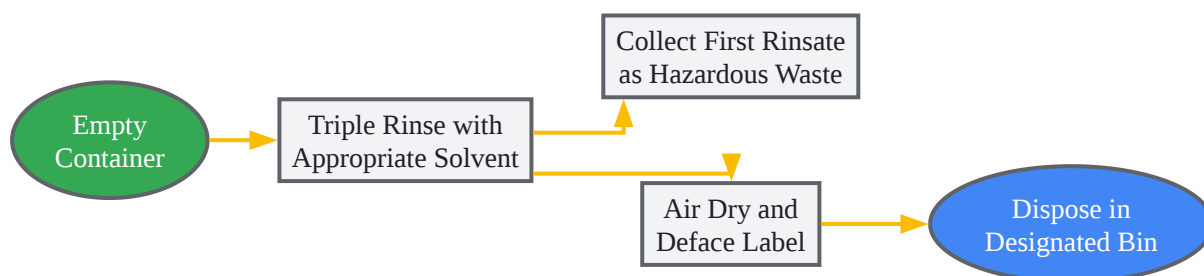 Empty
Container
Triple Rinse with
Appropriate Solvent
Collect First Rinsate
as Hazardous Waste
Air Dry and
Deface Label
Dispose in
Designated Bin